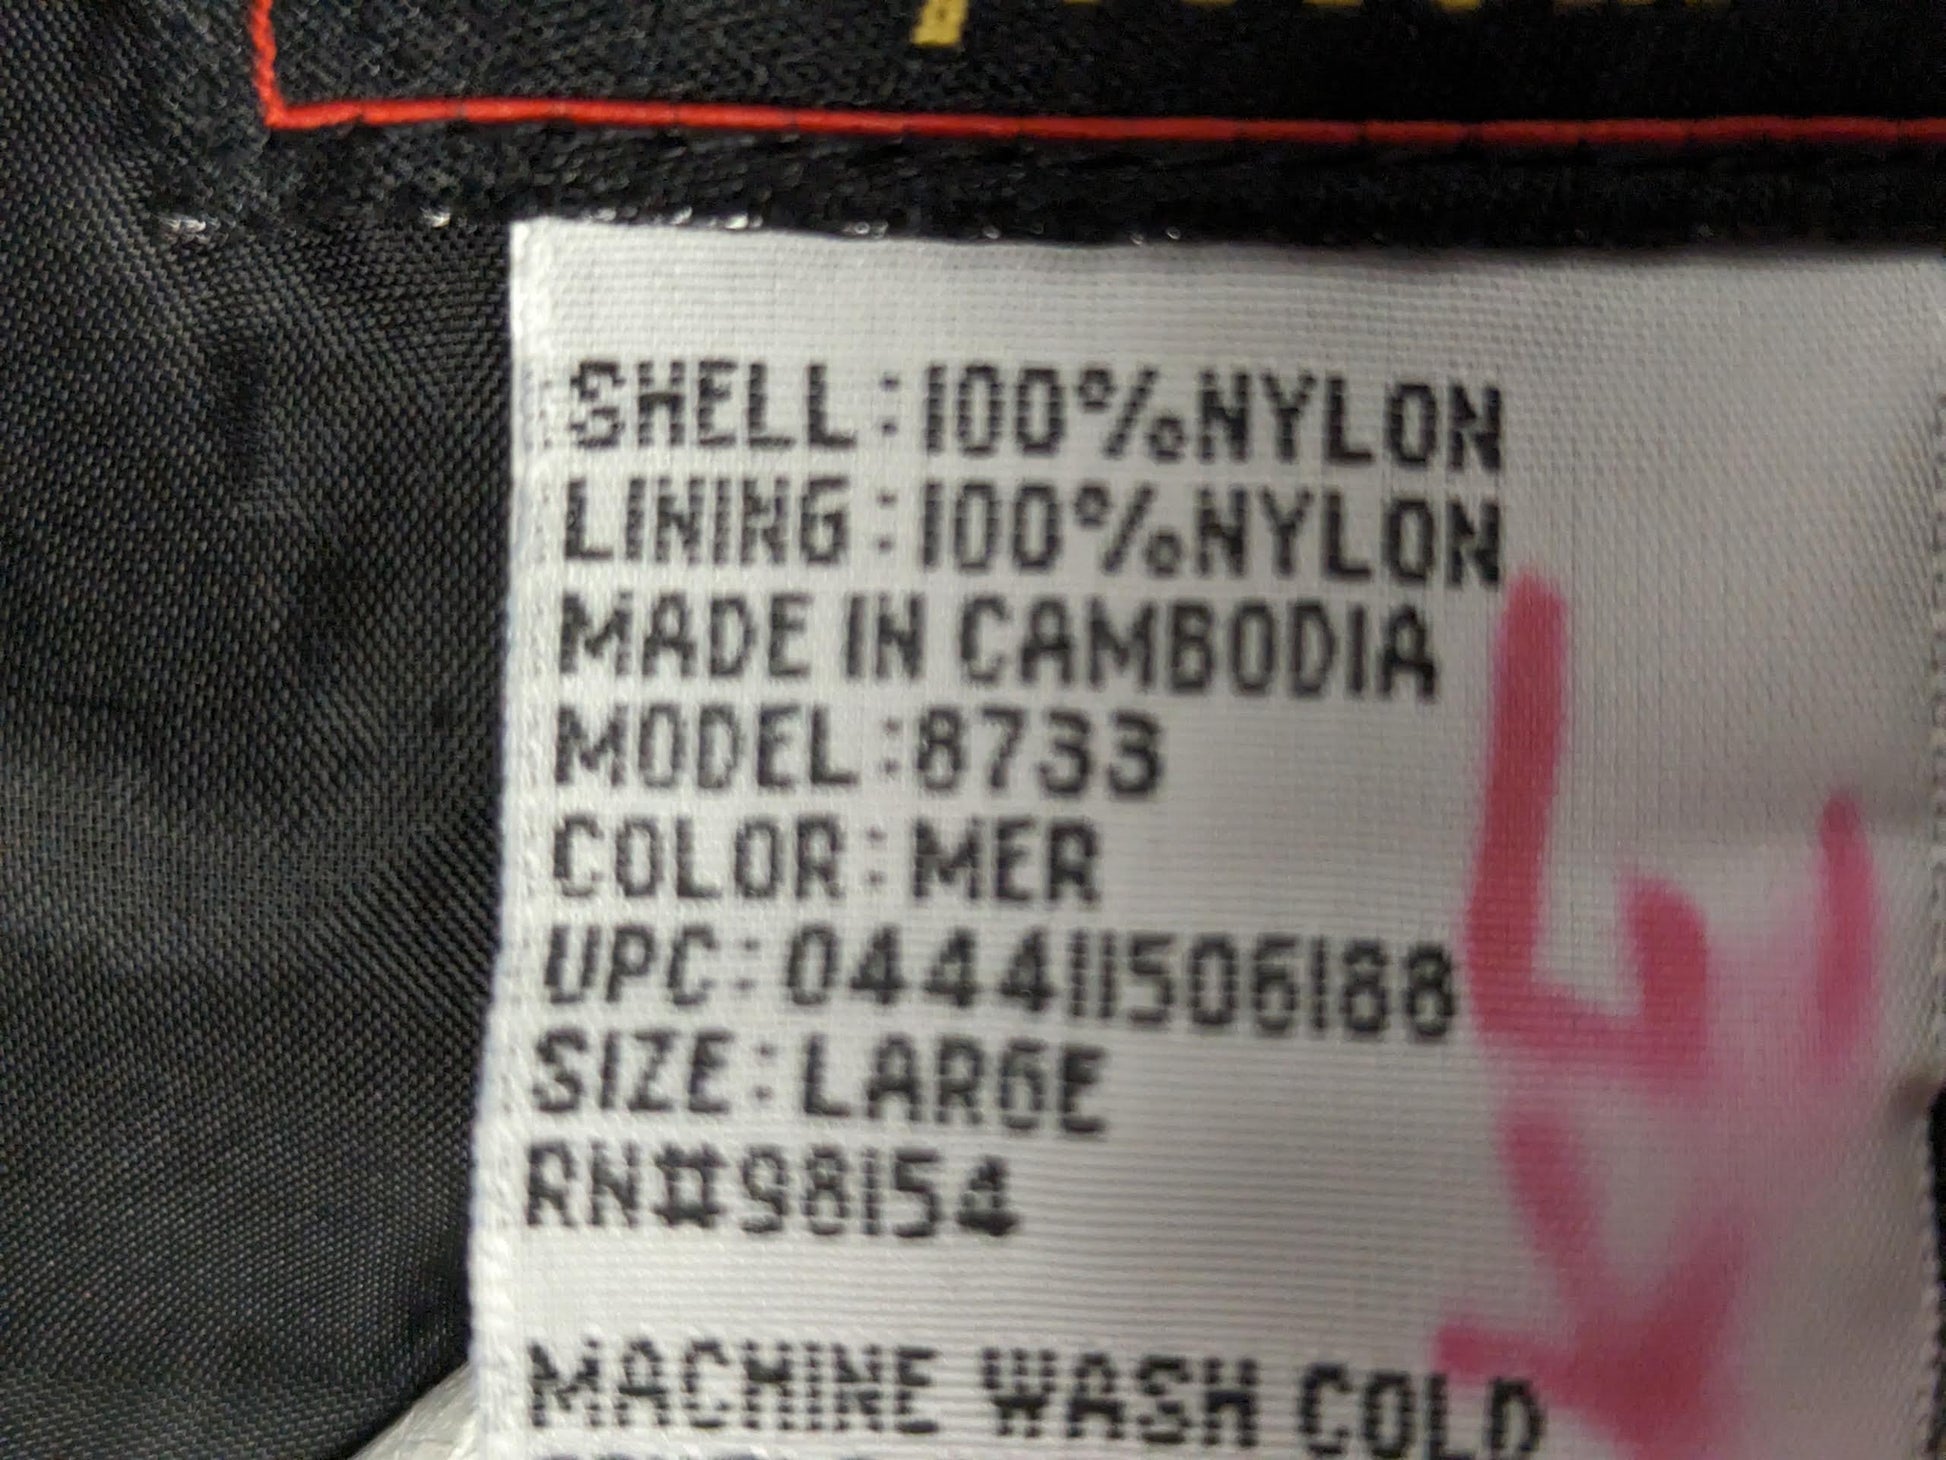 SHELL:100%NYLON
LINING:100%NYLON
MADE IN CAMBODIA
MODEL:8733
COLOR:MER
UPC:044411506188
SIZE:LARGE
RN#98154
MACHINE WASH COLD